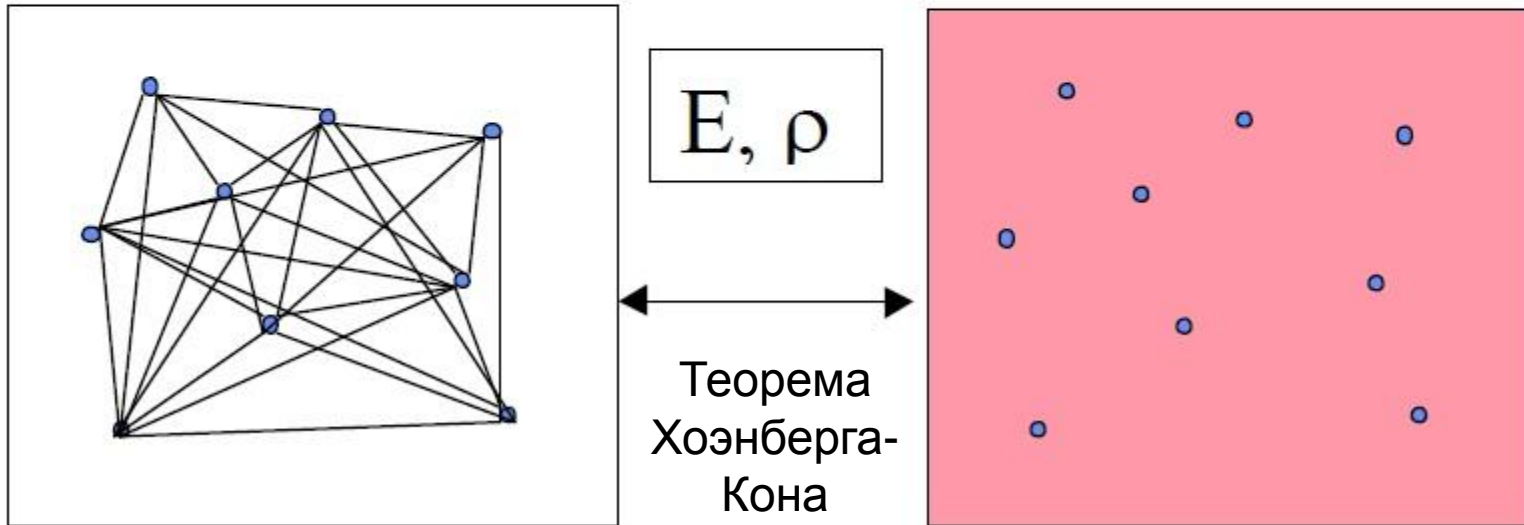 E, ρ
Теорема
Хоэнберга-
Кона